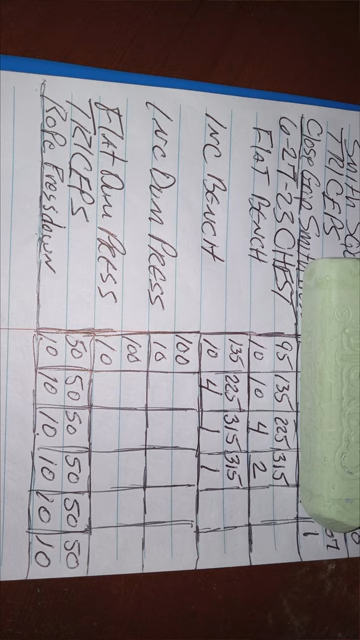 TRICEPS
Close Grip Smith
6-27-23 CHEST
FLAT BENCH 95 135 225 315
10 10 4 2
INC BENCH 135 225 315 315
10 4 1 1
INC DUM PRESS 100
10
FLAT DUM PRESS 100
10
TRICEPS 50 50 50 50 50 50
Rope Pressdown 10 10 10 10 10 10